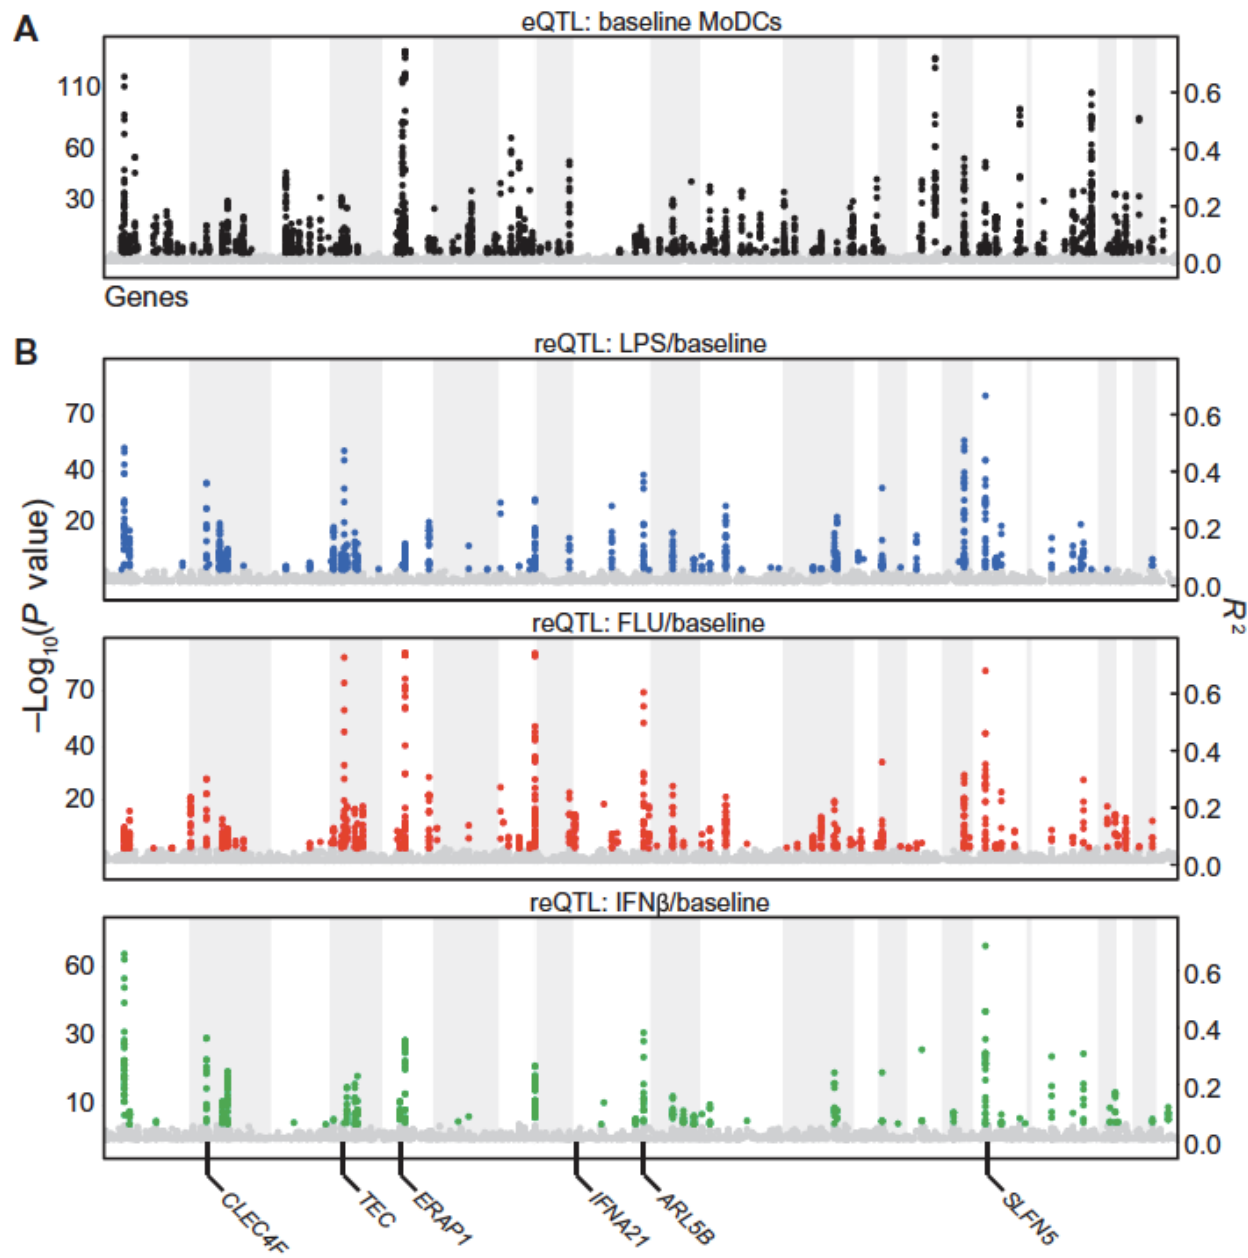 A
eQTL: baseline MoDCs
110
60
30
0.6
0.4
0.2
0.0
Genes
B
reQTL: LPS/baseline
70
40
20
0.6
0.4
0.2
0.0
–Log10(P value)
R2
reQTL: FLU/baseline
70
40
20
0.6
0.4
0.2
0.0
reQTL: IFNβ/baseline
60
30
10
0.6
0.4
0.2
0.0
CLEC4F
TEC
ERAP1
IFNA21
ARL5B
SLFN5